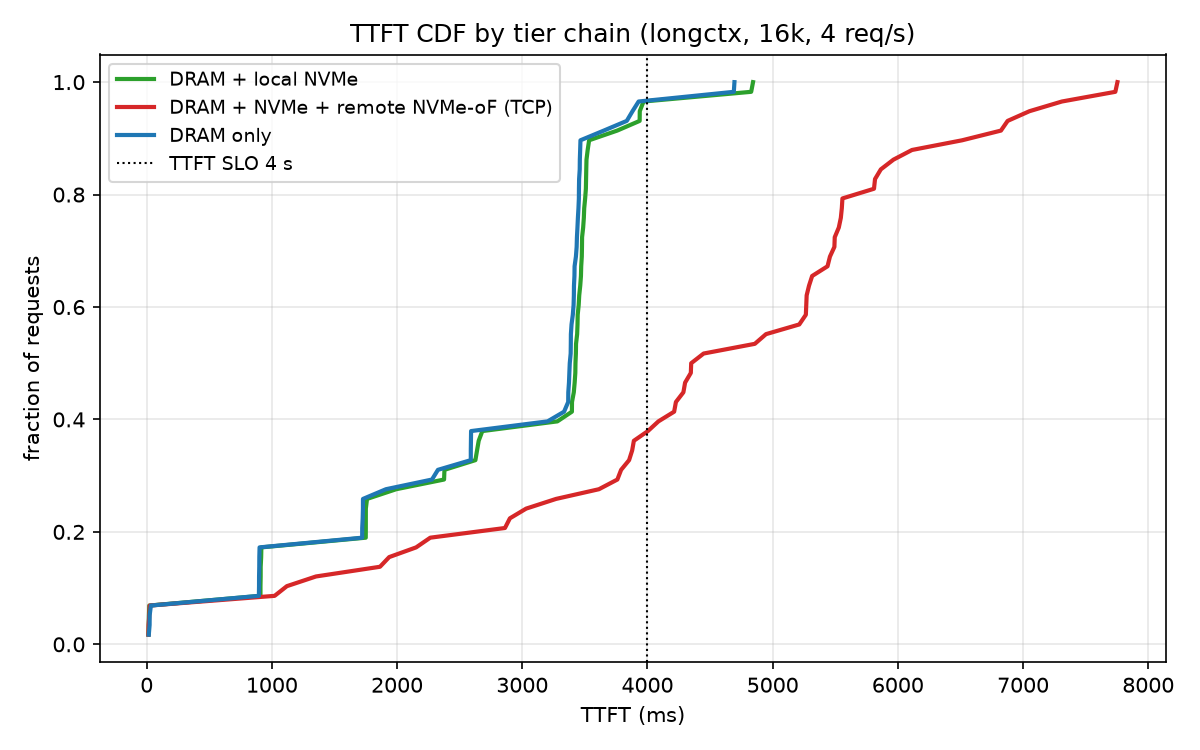 TTFT CDF by tier chain (longctx, 16k, 4 req/s)
DRAM + local NVMe
DRAM + NVMe + remote NVMe-oF (TCP)
DRAM only
TTFT SLO 4 s
fraction of requests
1.0
0.8
0.6
0.4
0.2
0.0
0 1000 2000 3000 4000 5000 6000 7000 8000
TTFT (ms)